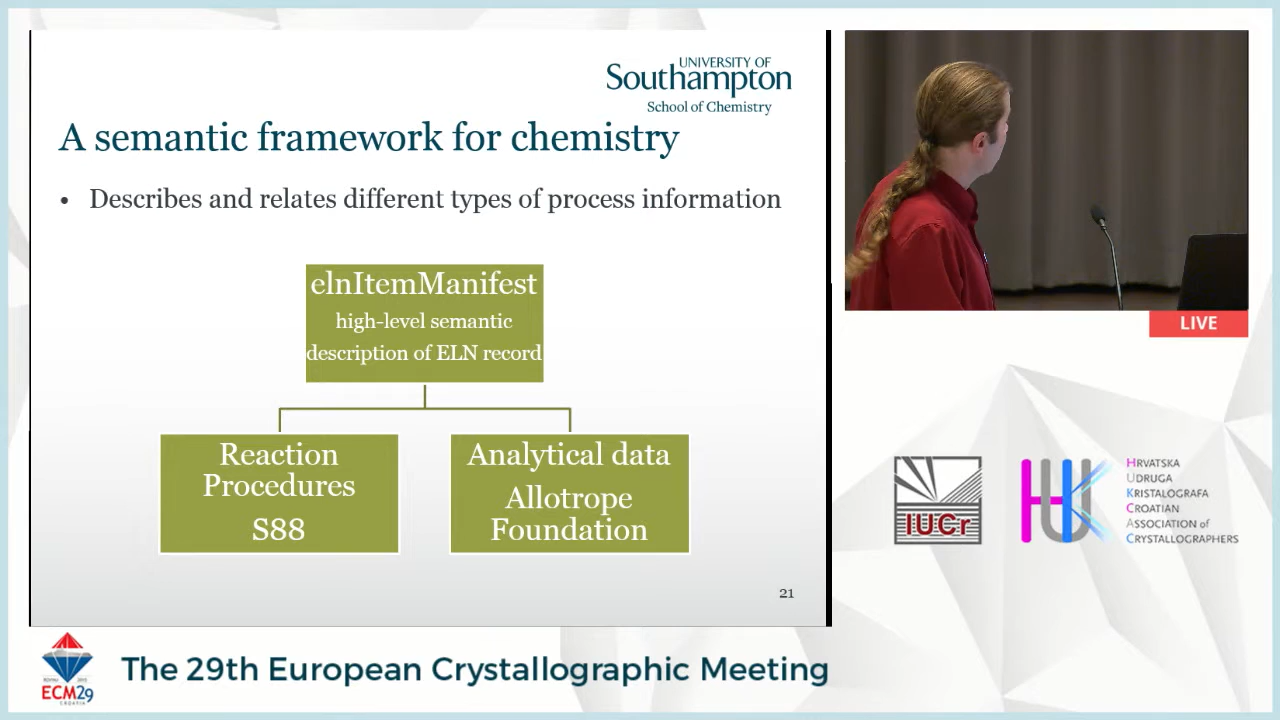 UNIVERSITY OF
Southampton
School of Chemistry
A semantic framework for chemistry
• Describes and relates different types of process information
elnItemManifest
high-level semantic
description of ELN record
Reaction
Procedures
S88
Analytical data
Allotrope
Foundation
21
LIVE
IUCr
HUK
HRVATSKA
UDRUGA
KRISTALOGRAFA
CROATIAN
ASSOCIATION of
CRYSTALLOGRAPHERS
ECM29
CROATIA
The 29th European Crystallographic Meeting